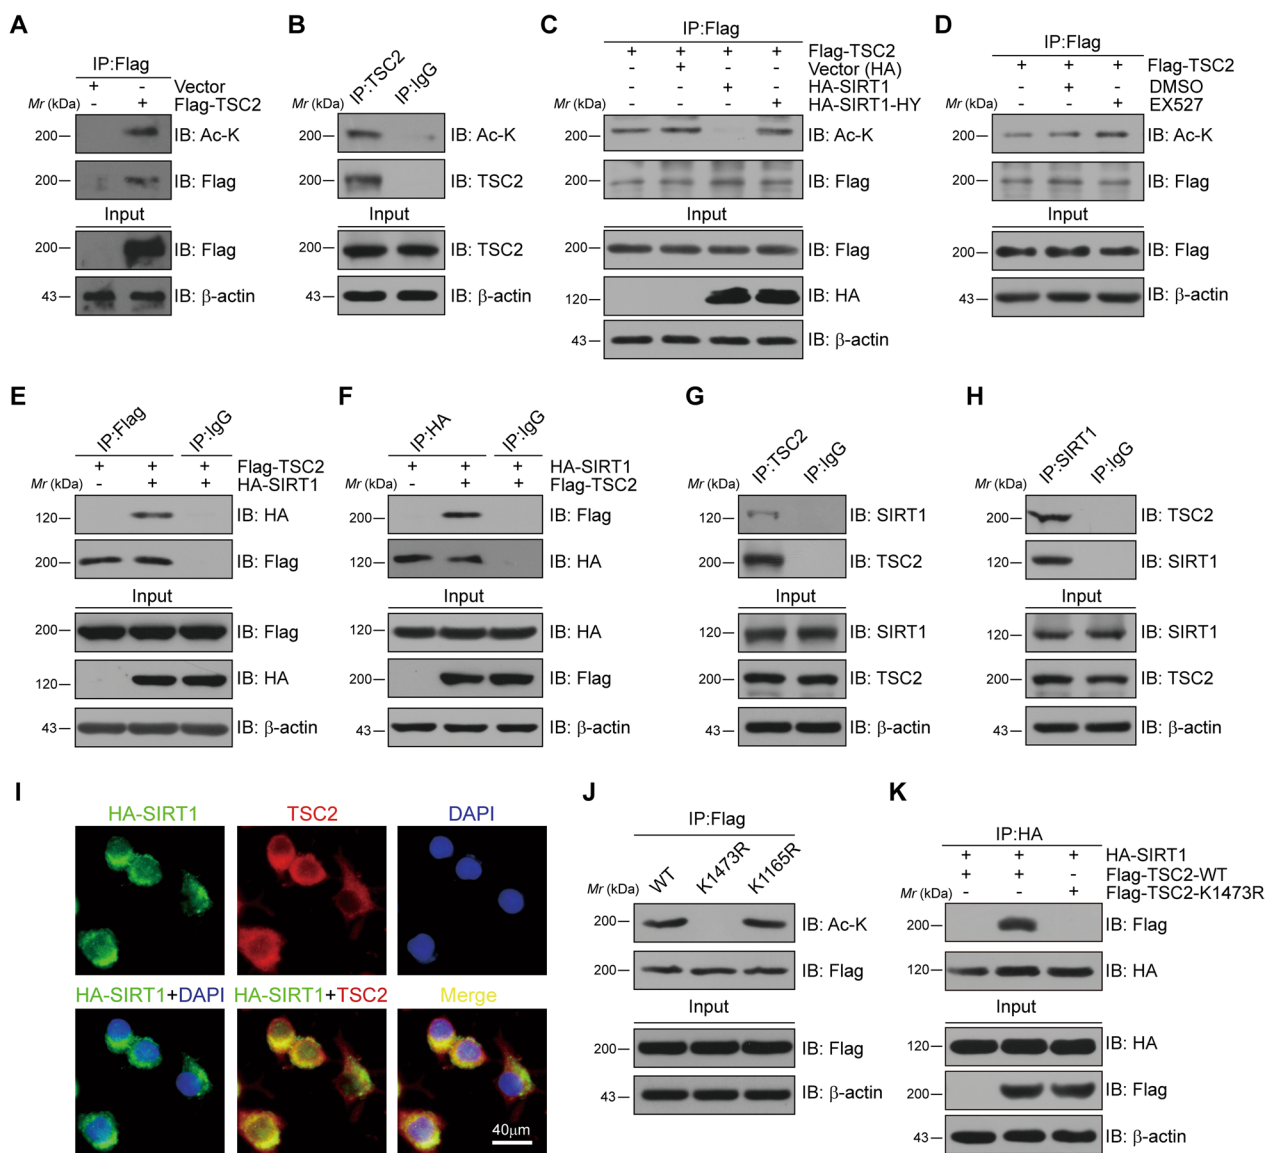 A
IP:Flag
+ - Vector
- + Flag-TSC2
Mr (kDa)
200 IB: Ac-K
200 IB: Flag
Input
200 IB: Flag
43 IB: β-actin
B
IP:TSC2 IP:IgG
Mr (kDa)
200 IB: Ac-K
200 IB: TSC2
Input
200 IB: TSC2
43 IB: β-actin
C
IP:Flag
+ + + + Flag-TSC2
- + - - Vector (HA)
- - + - HA-SIRT1
- - - + HA-SIRT1-HY
Mr (kDa)
200 IB: Ac-K
200 IB: Flag
Input
200 IB: Flag
120 IB: HA
43 IB: β-actin
D
IP:Flag
+ + + Flag-TSC2
- + - DMSO
- - + EX527
Mr (kDa)
200 IB: Ac-K
200 IB: Flag
Input
200 IB: Flag
43 IB: β-actin
E
IP:Flag IP:IgG
+ + + Flag-TSC2
- + + HA-SIRT1
Mr (kDa)
120 IB: HA
200 IB: Flag
Input
200 IB: Flag
120 IB: HA
43 IB: β-actin
F
IP:HA IP:IgG
+ + + HA-SIRT1
- + + Flag-TSC2
Mr (kDa)
200 IB: Flag
120 IB: HA
Input
120 IB: HA
200 IB: Flag
43 IB: β-actin
G
IP:TSC2 IP:IgG
Mr (kDa)
120 IB: SIRT1
200 IB: TSC2
Input
120 IB: SIRT1
200 IB: TSC2
43 IB: β-actin
H
IP:SIRT1 IP:IgG
Mr (kDa)
200 IB: TSC2
120 IB: SIRT1
Input
120 IB: SIRT1
200 IB: TSC2
43 IB: β-actin
I
HA-SIRT1 TSC2 DAPI
HA-SIRT1+DAPI HA-SIRT1+TSC2 Merge
40μm
J
IP:Flag
WT K1473R K1165R
Mr (kDa)
200 IB: Ac-K
200 IB: Flag
Input
200 IB: Flag
43 IB: β-actin
K
IP:HA
+ + + HA-SIRT1
+ + - Flag-TSC2-WT
- - + Flag-TSC2-K1473R
Mr (kDa)
200 IB: Flag
120 IB: HA
Input
120 IB: HA
200 IB: Flag
43 IB: β-actin